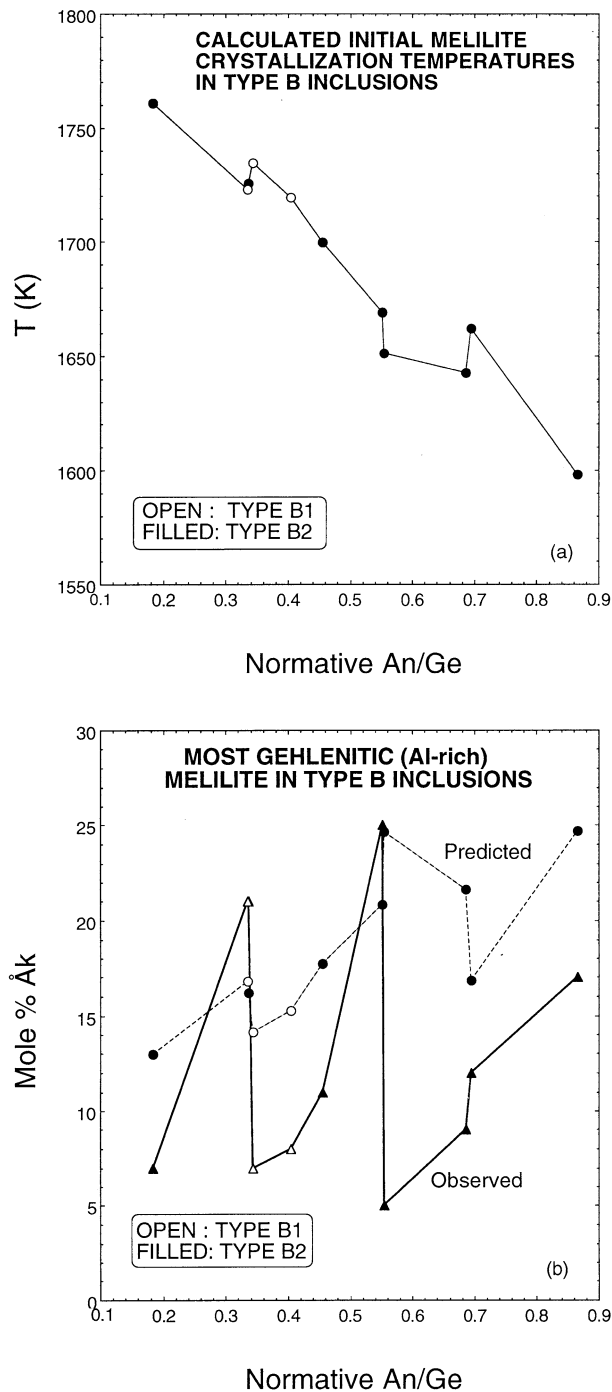 CALCULATED INITIAL MELILITE
CRYSTALLIZATION TEMPERATURES
IN TYPE B INCLUSIONS
1800
1750
1700
1650
1600
1550
T (K)
OPEN : TYPE B1
FILLED: TYPE B2
(a)
0.1 0.2 0.3 0.4 0.5 0.6 0.7 0.8 0.9
Normative An/Ge
MOST GEHLENITIC (Al-rich)
MELILITE IN TYPE B INCLUSIONS
30
25
20
15
10
5
0
Mole % Åk
Predicted
Observed
OPEN : TYPE B1
FILLED: TYPE B2
(b)
0.1 0.2 0.3 0.4 0.5 0.6 0.7 0.8 0.9
Normative An/Ge